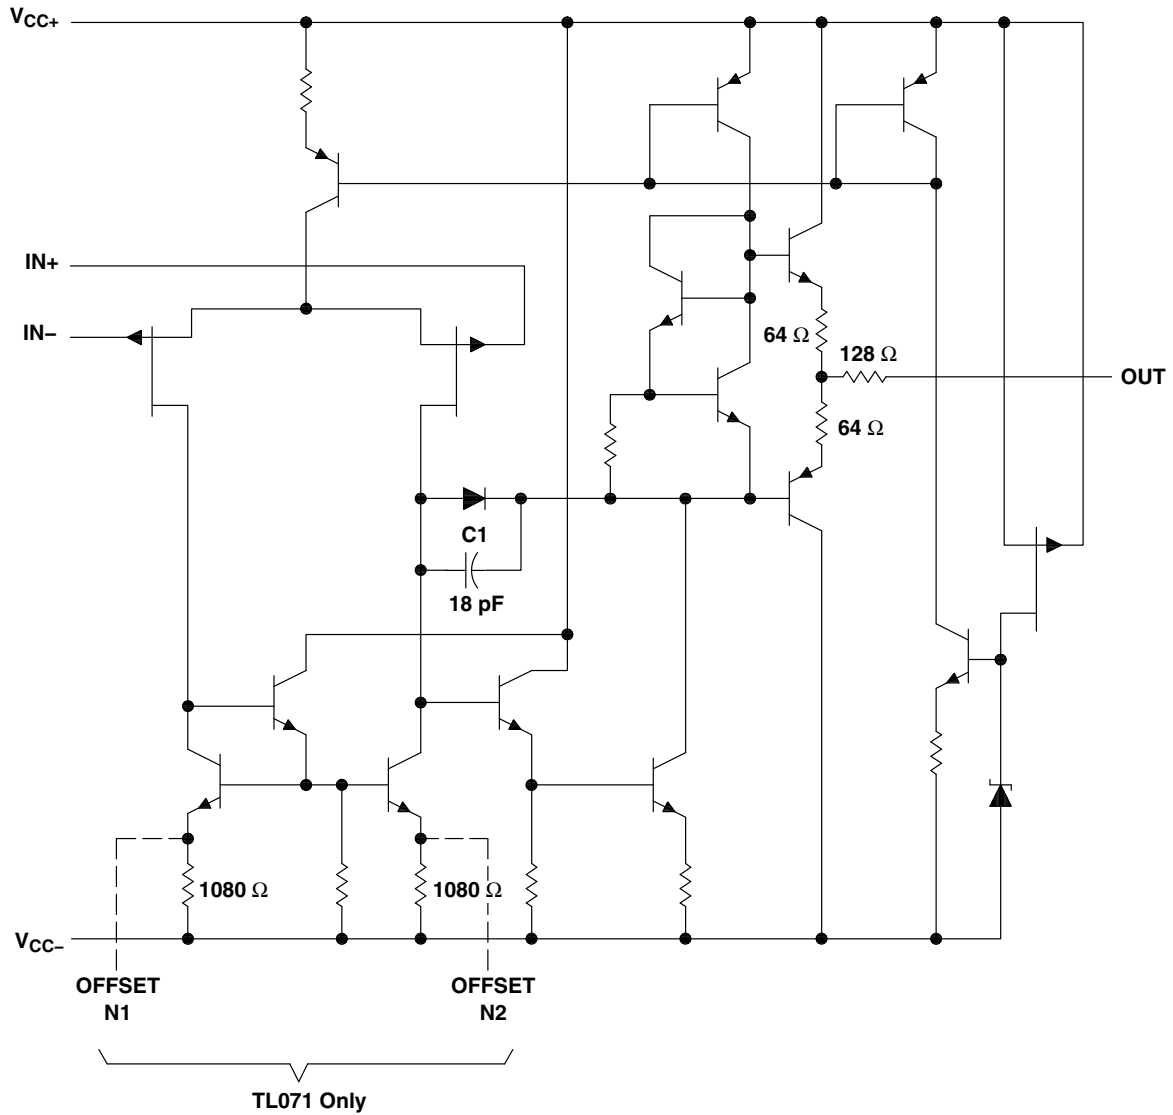 VCC+
IN+
IN−
64 Ω
128 Ω
OUT
64 Ω
C1
18 pF
1080 Ω
1080 Ω
VCC−
OFFSET
N1
OFFSET
N2
TL071 Only